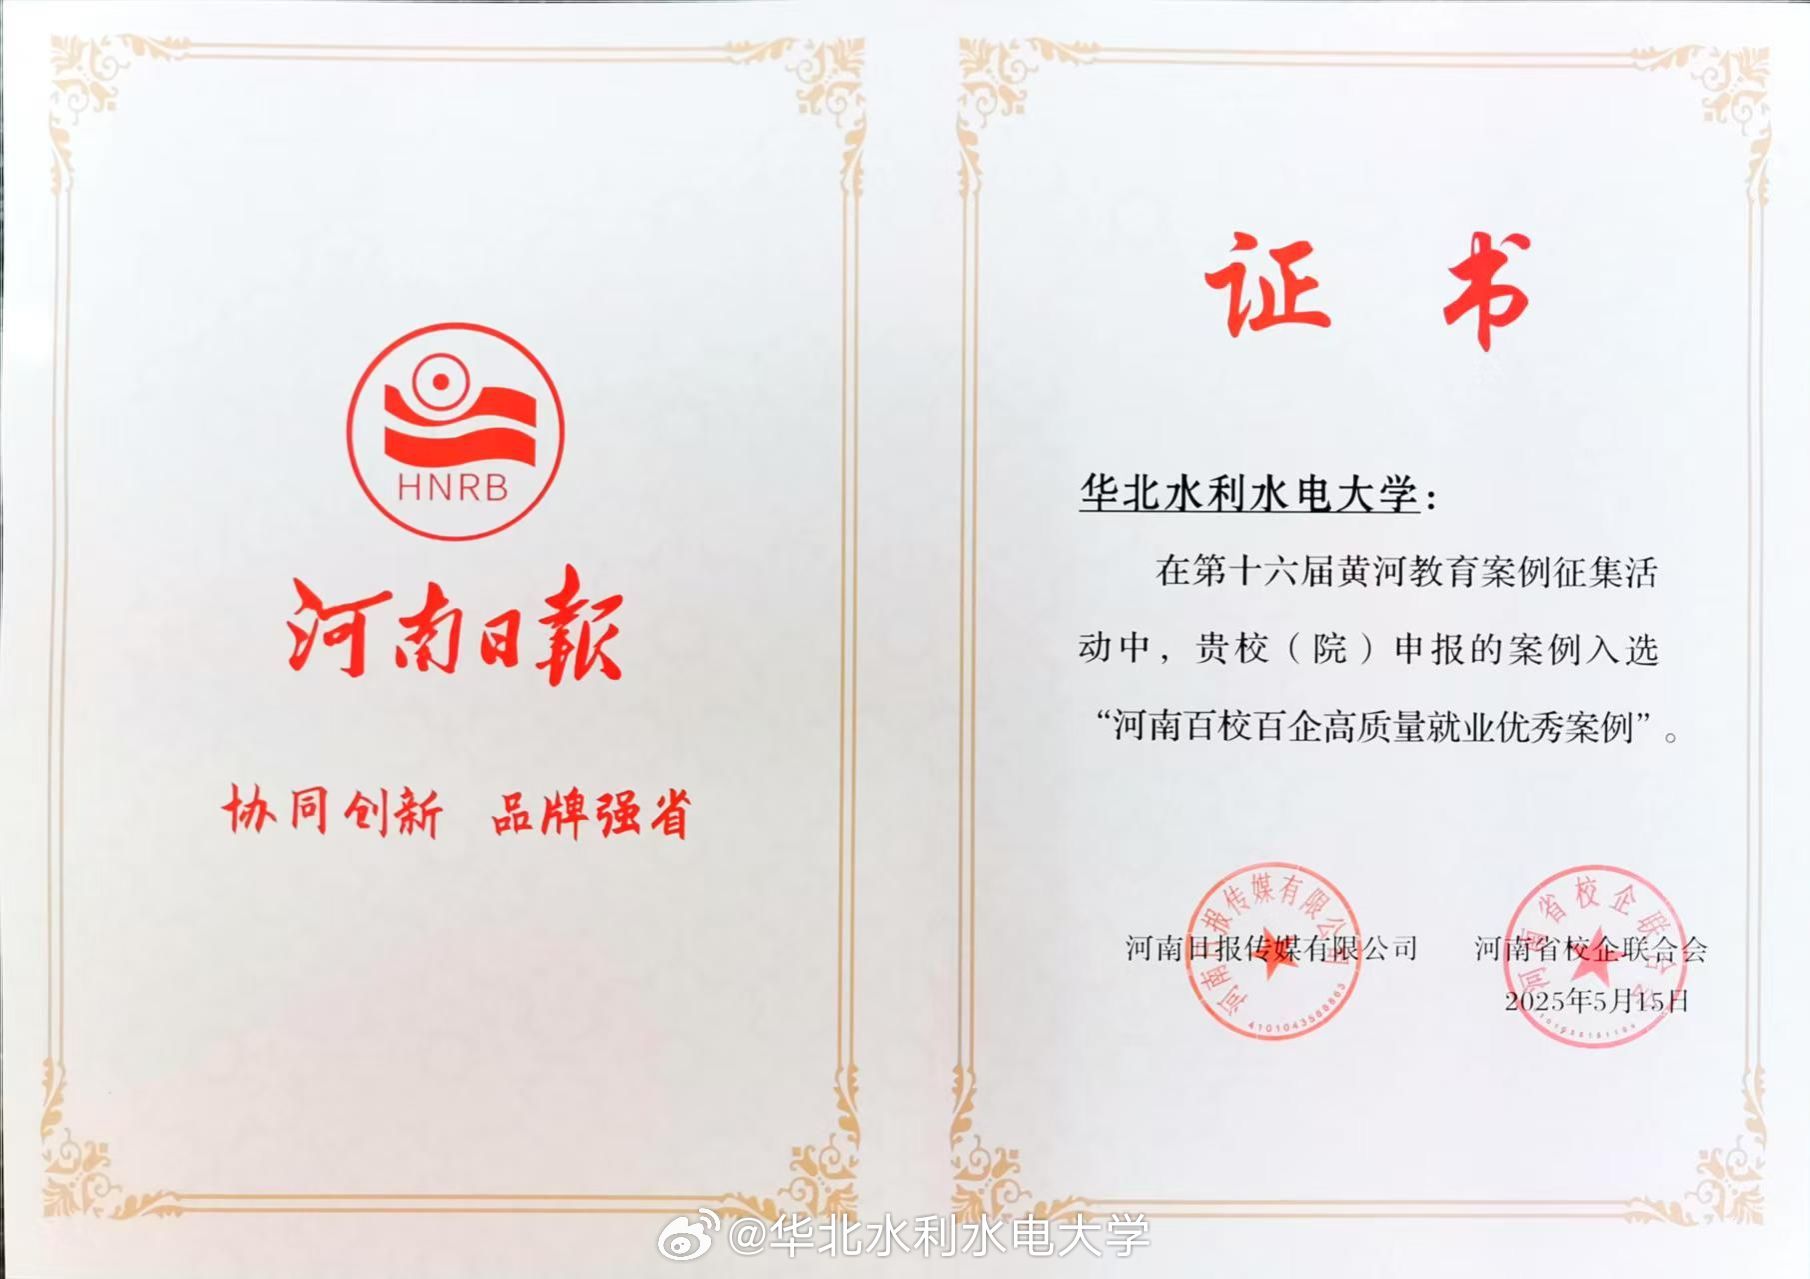 HNRB
河南日報
协同创新 品牌强省
证书
华北水利水电大学：
在第十六届黄河教育案例征集活
动中，贵校（院）申报的案例入选
“河南百校百企高质量就业优秀案例”。
河南日报传媒有限公司
河南日报传媒有限公司 河南省校企联合会
河南省校企联合会
2025年5月15日
@华北水利水电大学